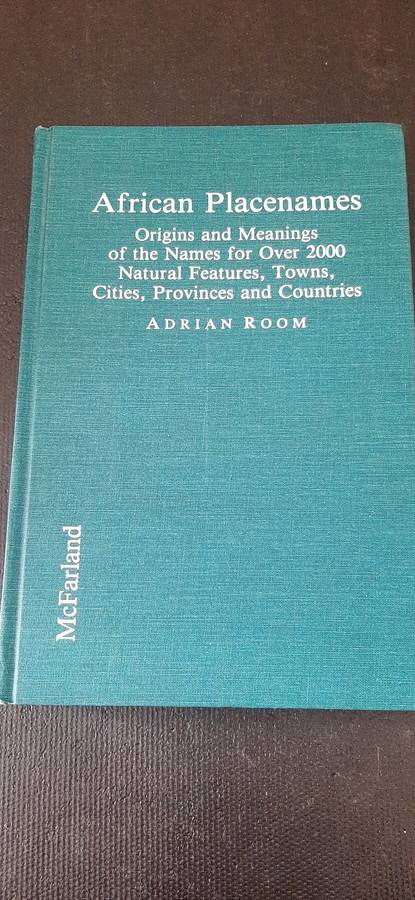 African Placenames
Origins and Meanings
of the Names for Over 2000
Natural Features, Towns,
Cities, Provinces and Countries
ADRIAN ROOM
McFarland